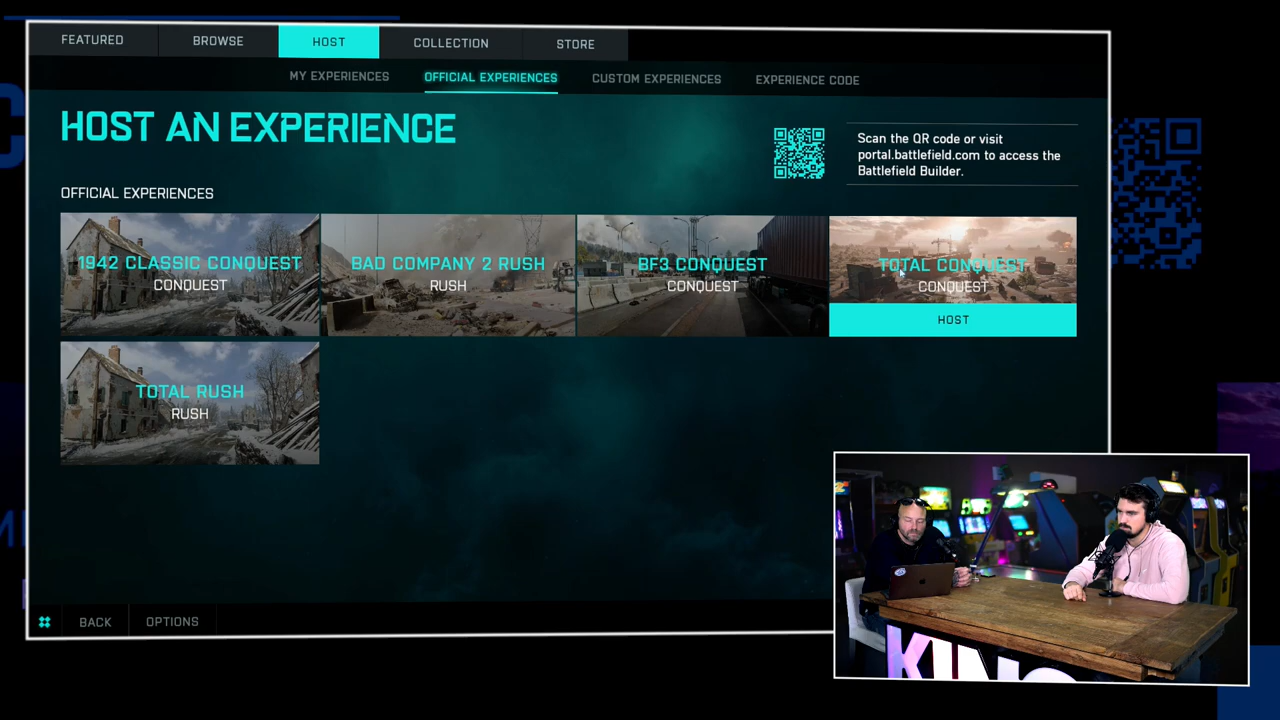 FEATURED
BROWSE
HOST
COLLECTION
STORE
MY EXPERIENCES
OFFICIAL EXPERIENCES
CUSTOM EXPERIENCES
EXPERIENCE CODE
HOST AN EXPERIENCE
Scan the QR code or visit
portal.battlefield.com to access the
Battlefield Builder.
OFFICIAL EXPERIENCES
1942 CLASSIC CONQUEST
CONQUEST
BAD COMPANY 2 RUSH
RUSH
BF3 CONQUEST
CONQUEST
TOTAL CONQUEST
CONQUEST
HOST
TOTAL RUSH
RUSH
BACK
OPTIONS